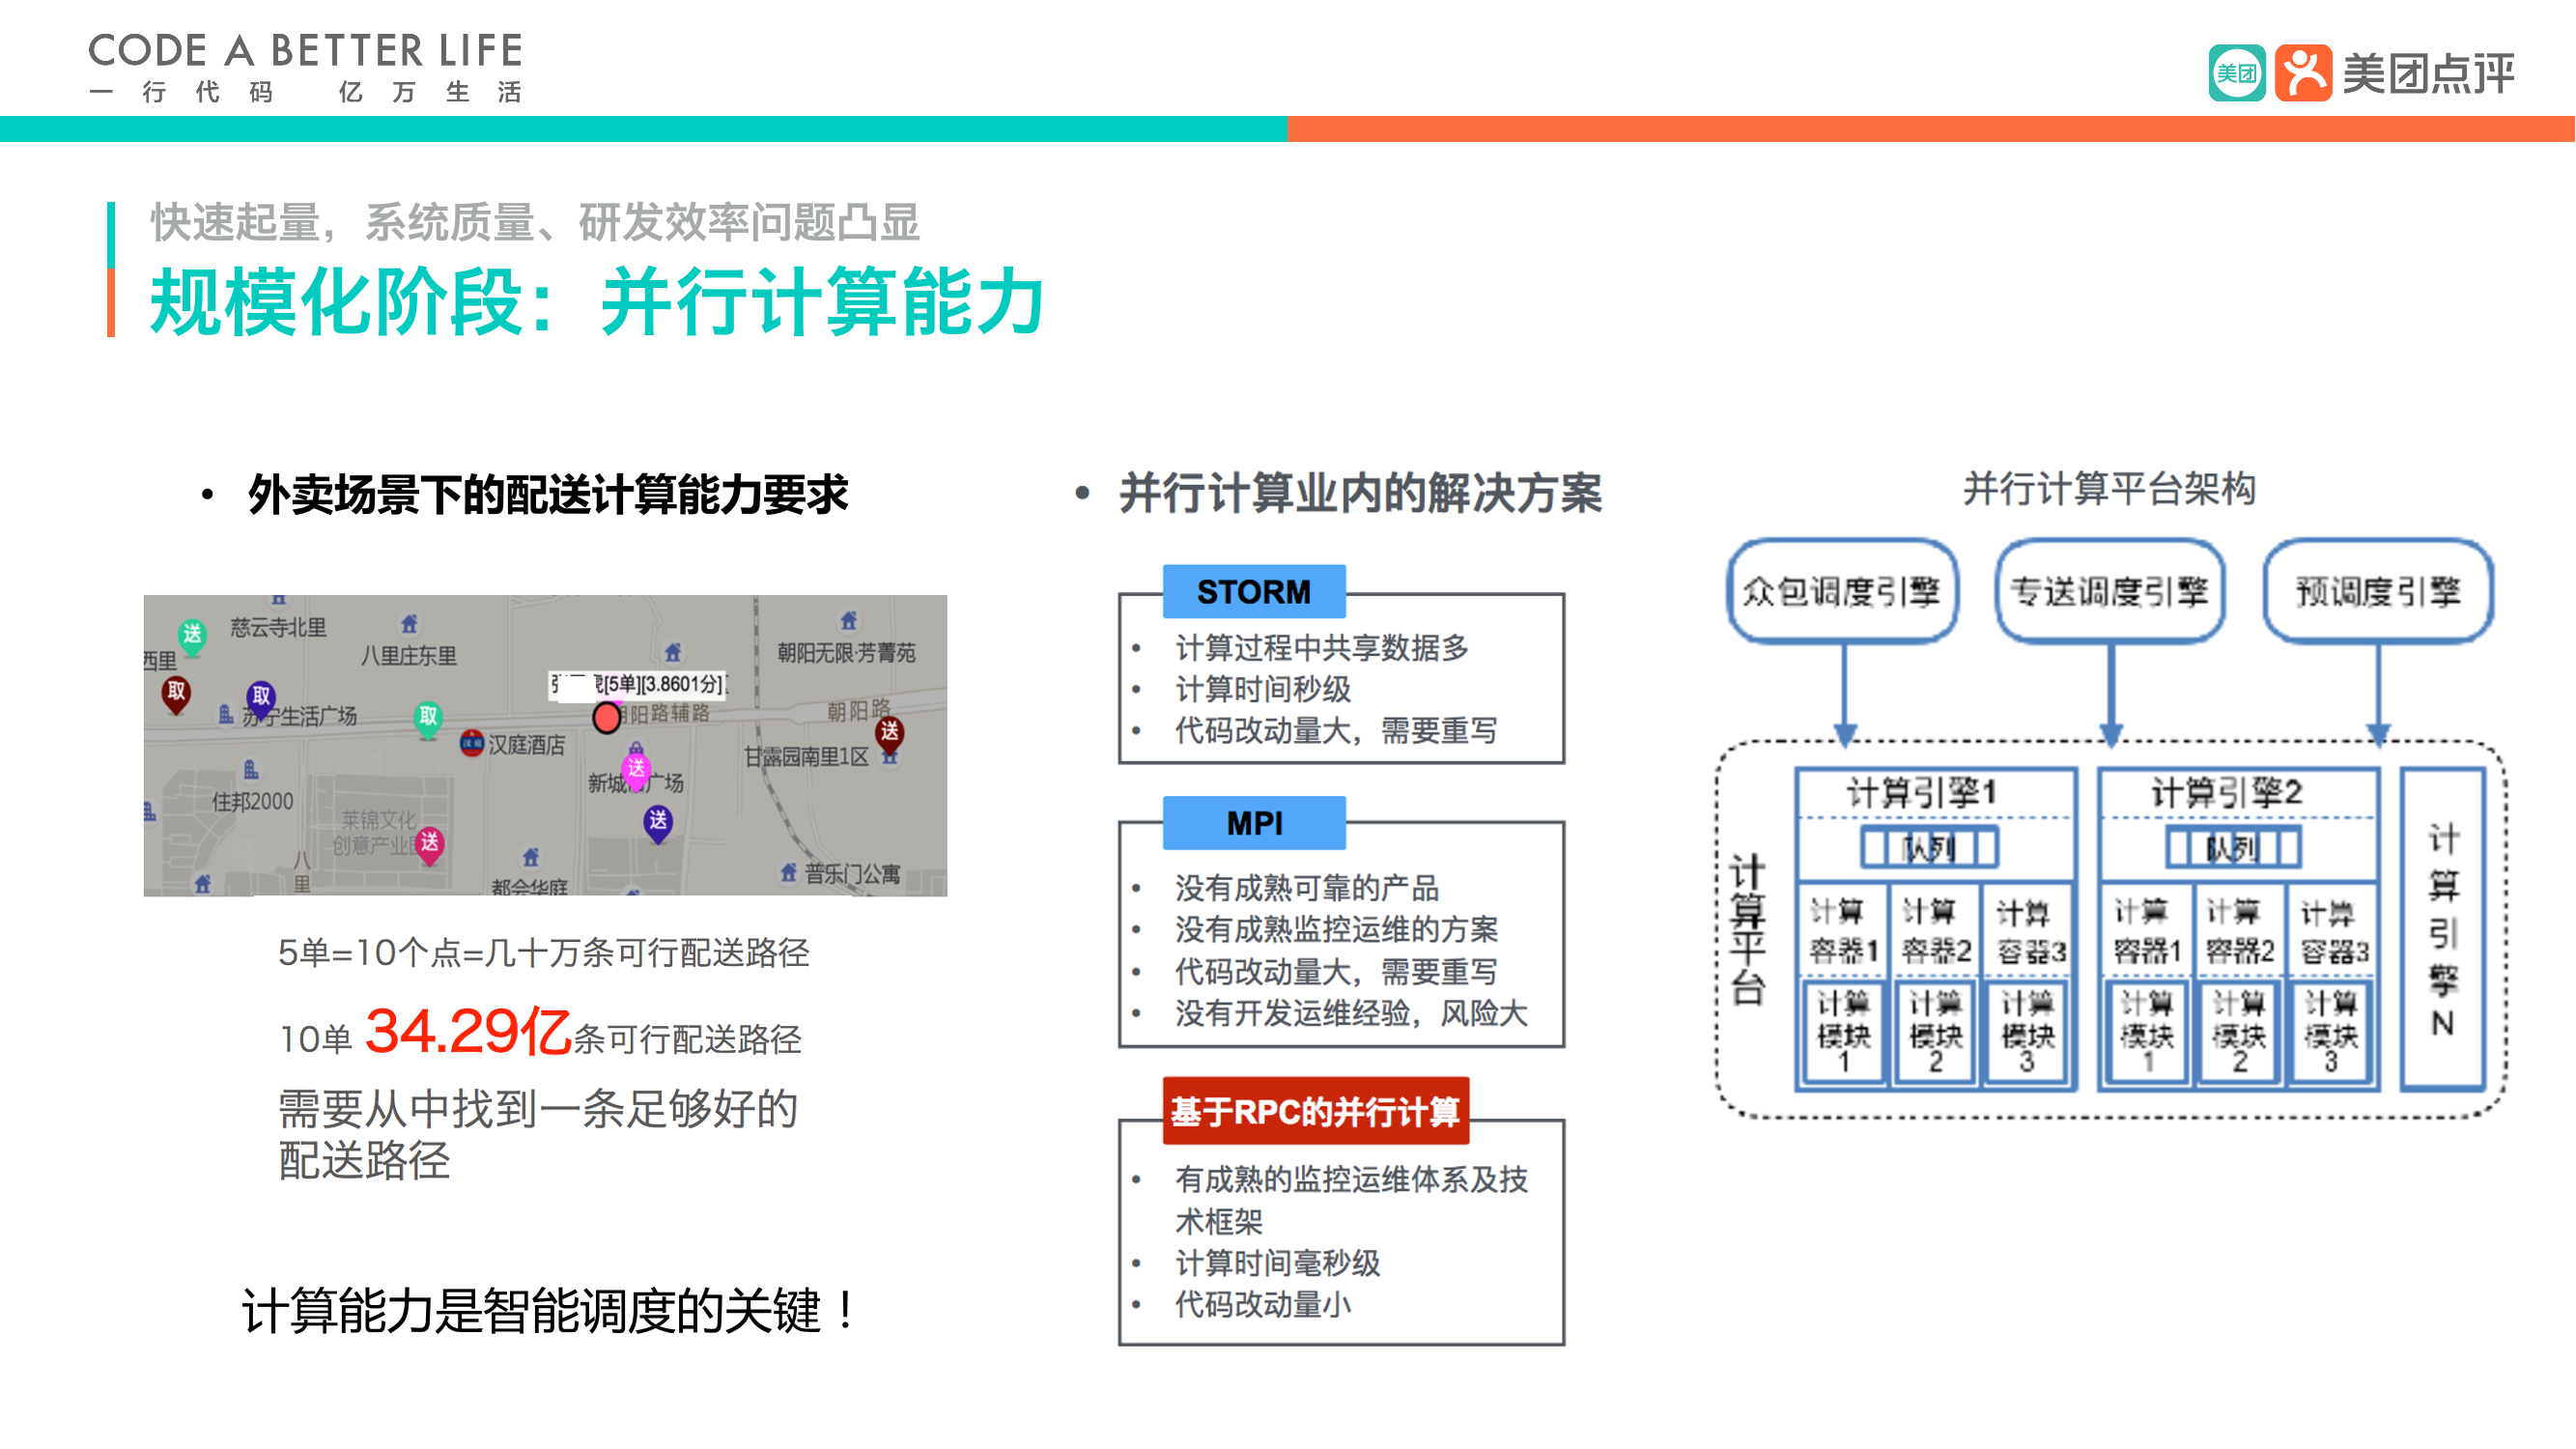 CODE A BETTER LIFE
一行代码 亿万生活
美团
美团点评
快速起量，系统质量、研发效率问题凸显
规模化阶段：并行计算能力
• 外卖场景下的配送计算能力要求
慈云寺北里
八里庄东里
朝阳无限·芳菁苑
送
西里
取
取
苏宁生活广场
取
[5单][3.8601分]
朝阳路辅路
朝阳路
汉庭酒店
送
甘露园南里1区
送
新城 广场
住邦2000
莱锦文化
创意产业园
送
送
八
里
都会华庭
普乐门公寓
5单=10个点=几十万条可行配送路径
10单 34.29亿条可行配送路径
需要从中找到一条足够好的
配送路径
计算能力是智能调度的关键！
• 并行计算业内的解决方案
STORM
• 计算过程中共享数据多
• 计算时间秒级
• 代码改动量大，需要重写
MPI
• 没有成熟可靠的产品
• 没有成熟监控运维的方案
• 代码改动量大，需要重写
• 没有开发运维经验，风险大
基于RPC的并行计算
• 有成熟的监控运维体系及技
术框架
• 计算时间毫秒级
• 代码改动量小
并行计算平台架构
众包调度引擎
专送调度引擎
预调度引擎
计算平台
计算引擎1
队列
计算
容器1
计算
容器2
计算
容器3
计算
模块
1
计算
模块
2
计算
模块
3
计算引擎2
队列
计算
容器1
计算
容器2
计算
容器3
计算
模块
1
计算
模块
2
计算
模块
3
计算引擎N